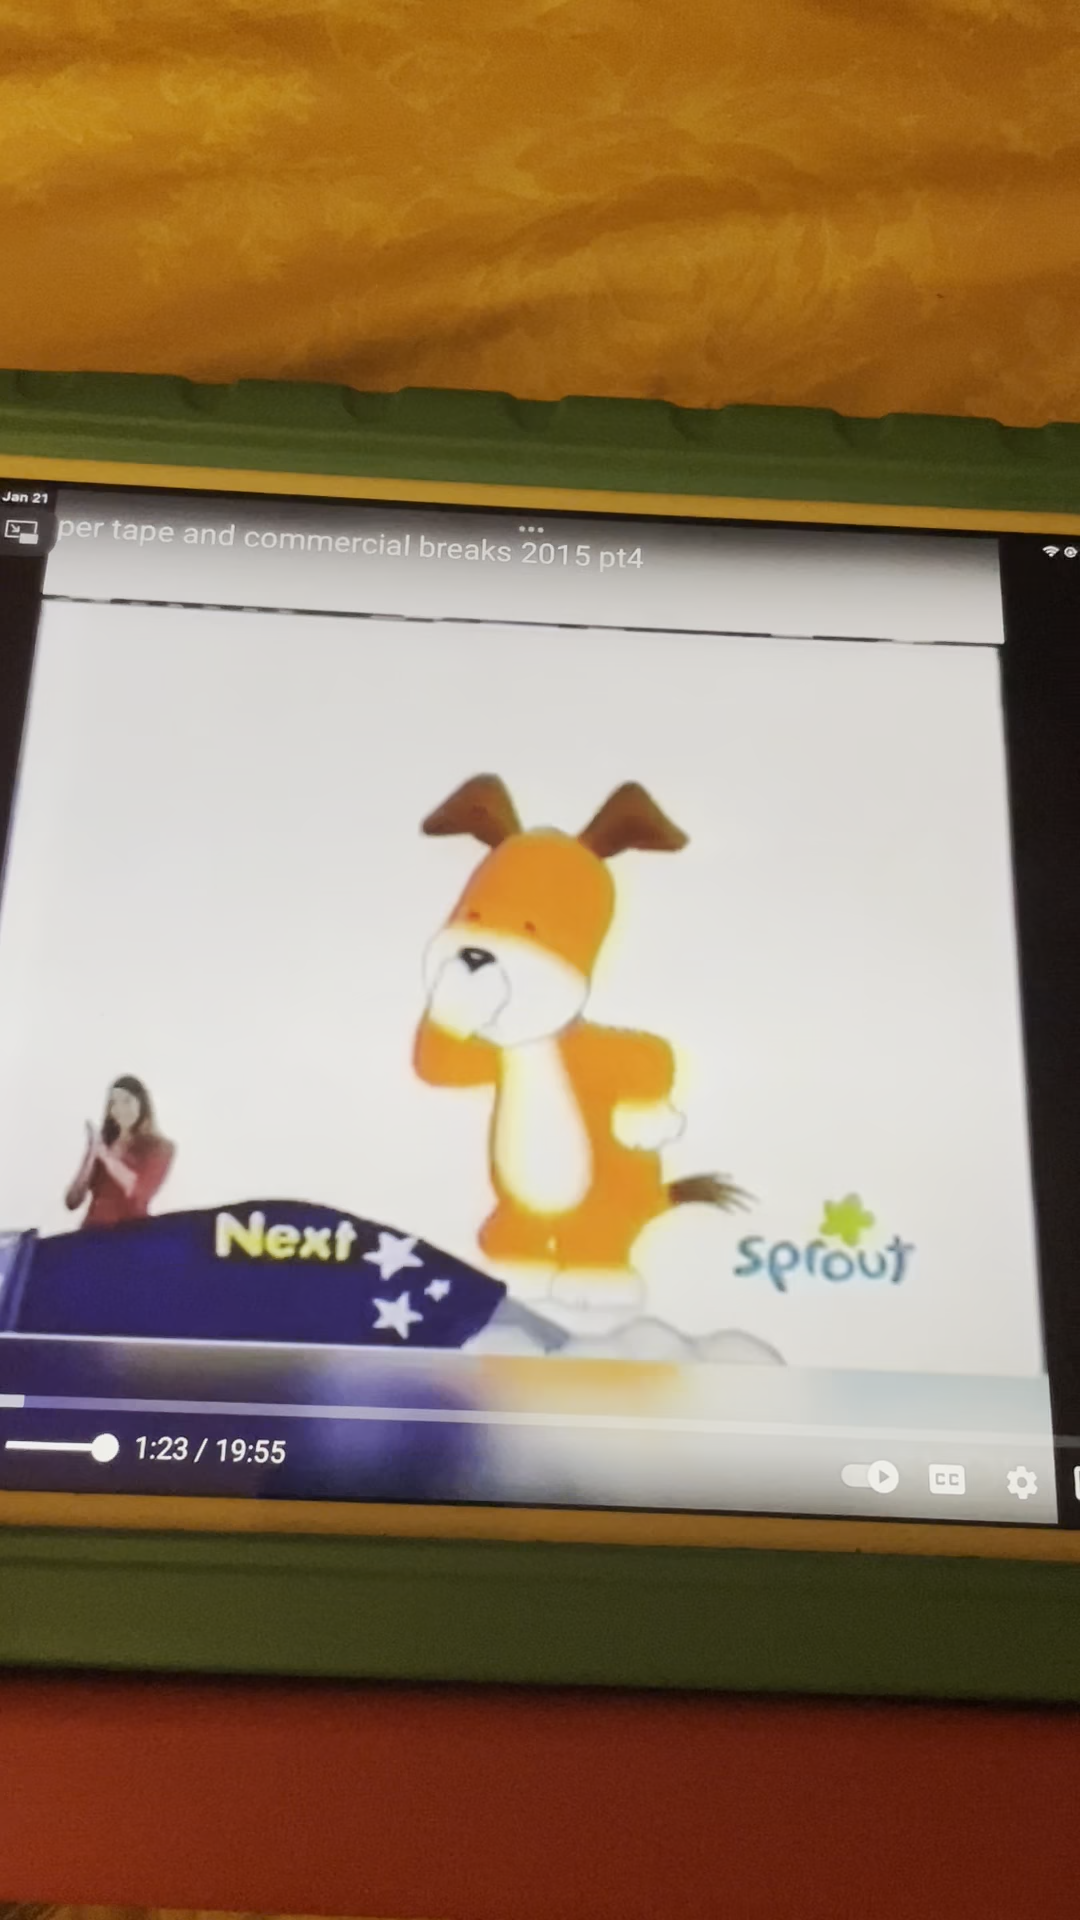 Jan 21
per tape and commercial breaks 2015 pt4
Next
sprout
1:23 / 19:55
CC